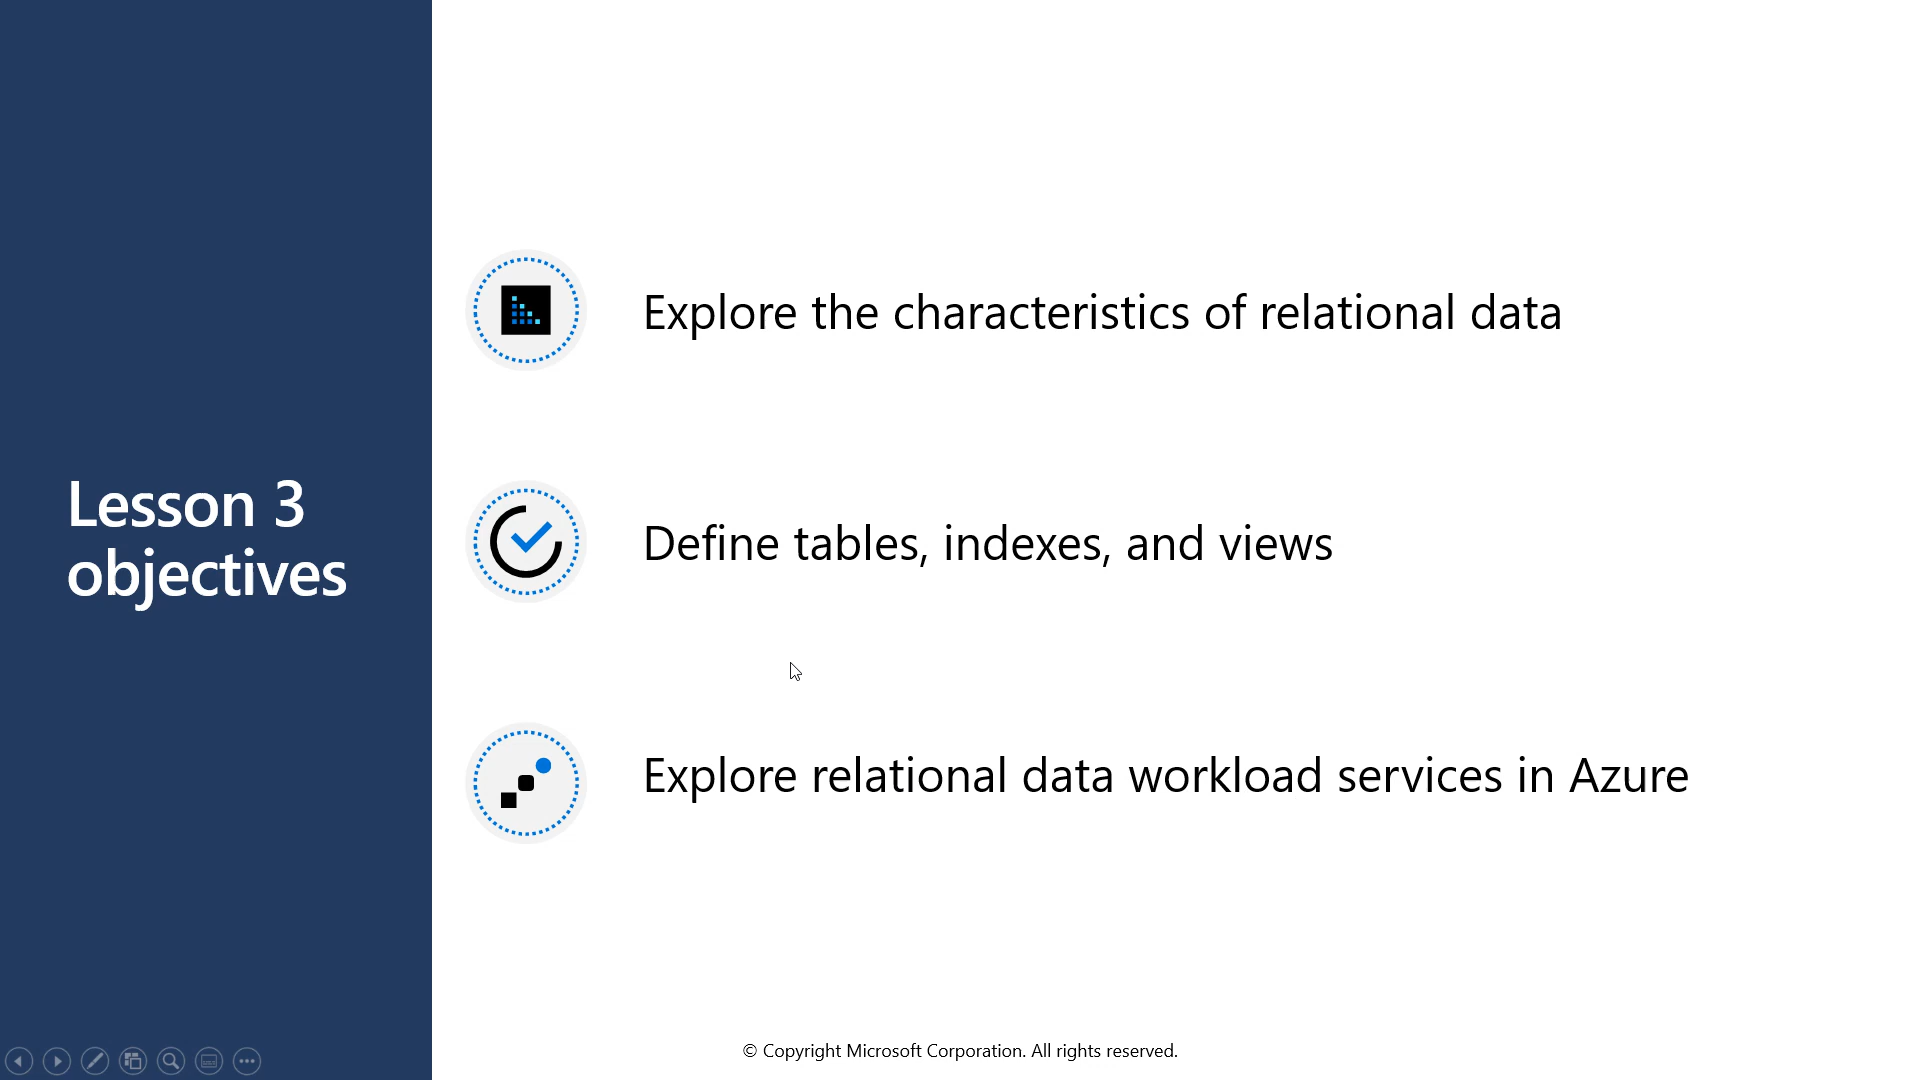 Lesson 3
objectives
Explore the characteristics of relational data
Define tables, indexes, and views
Explore relational data workload services in Azure
© Copyright Microsoft Corporation. All rights reserved.